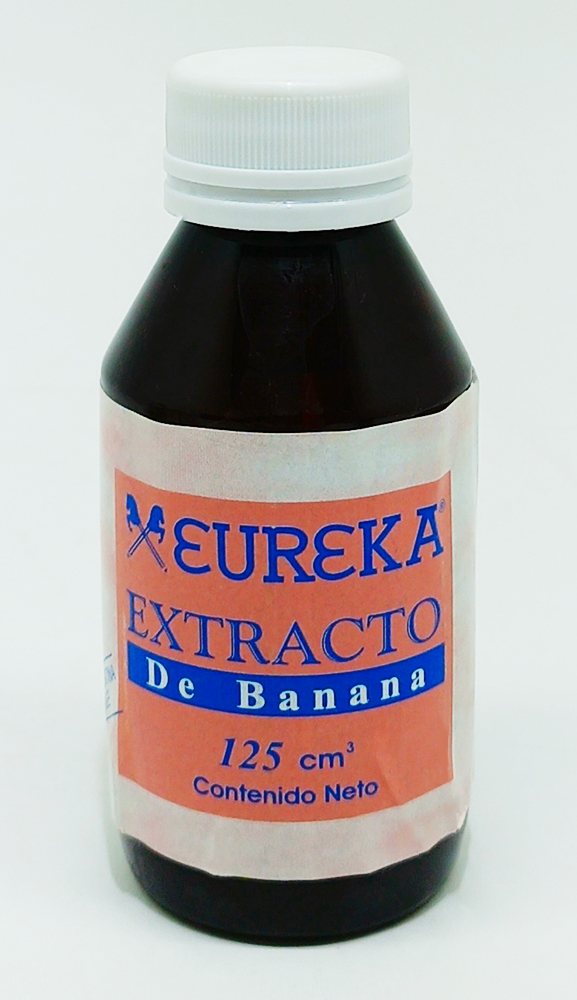 EUREKA®
EXTRACTO
De Banana
125 cm³
Contenido Neto